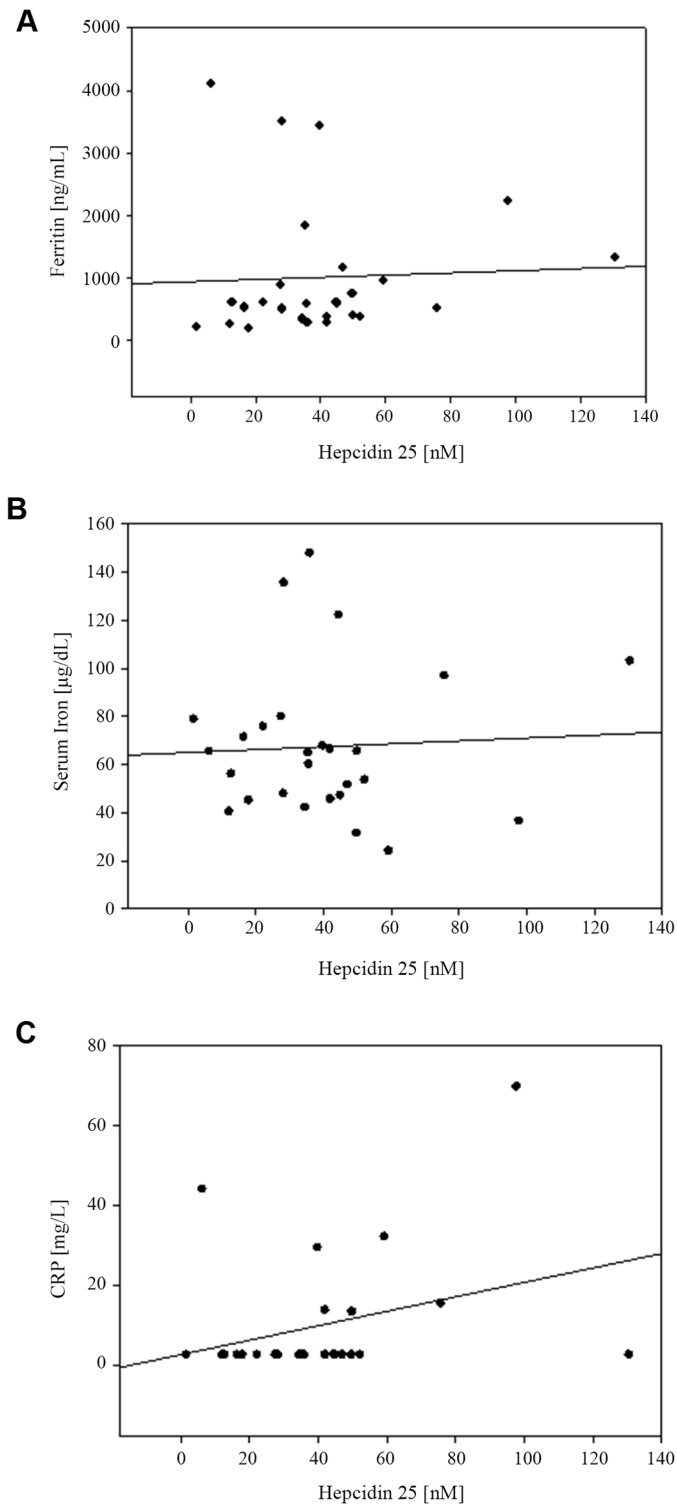 A
5000
4000
3000
2000
1000
0
Ferritin [ng/mL]
0 20 40 60 80 100 120 140
Hepcidin 25 [nM]
B
160
140
120
100
80
60
40
20
0
Serum Iron [µg/dL]
0 20 40 60 80 100 120 140
Hepcidin 25 [nM]
C
80
60
40
20
0
CRP [mg/L]
0 20 40 60 80 100 120 140
Hepcidin 25 [nM]